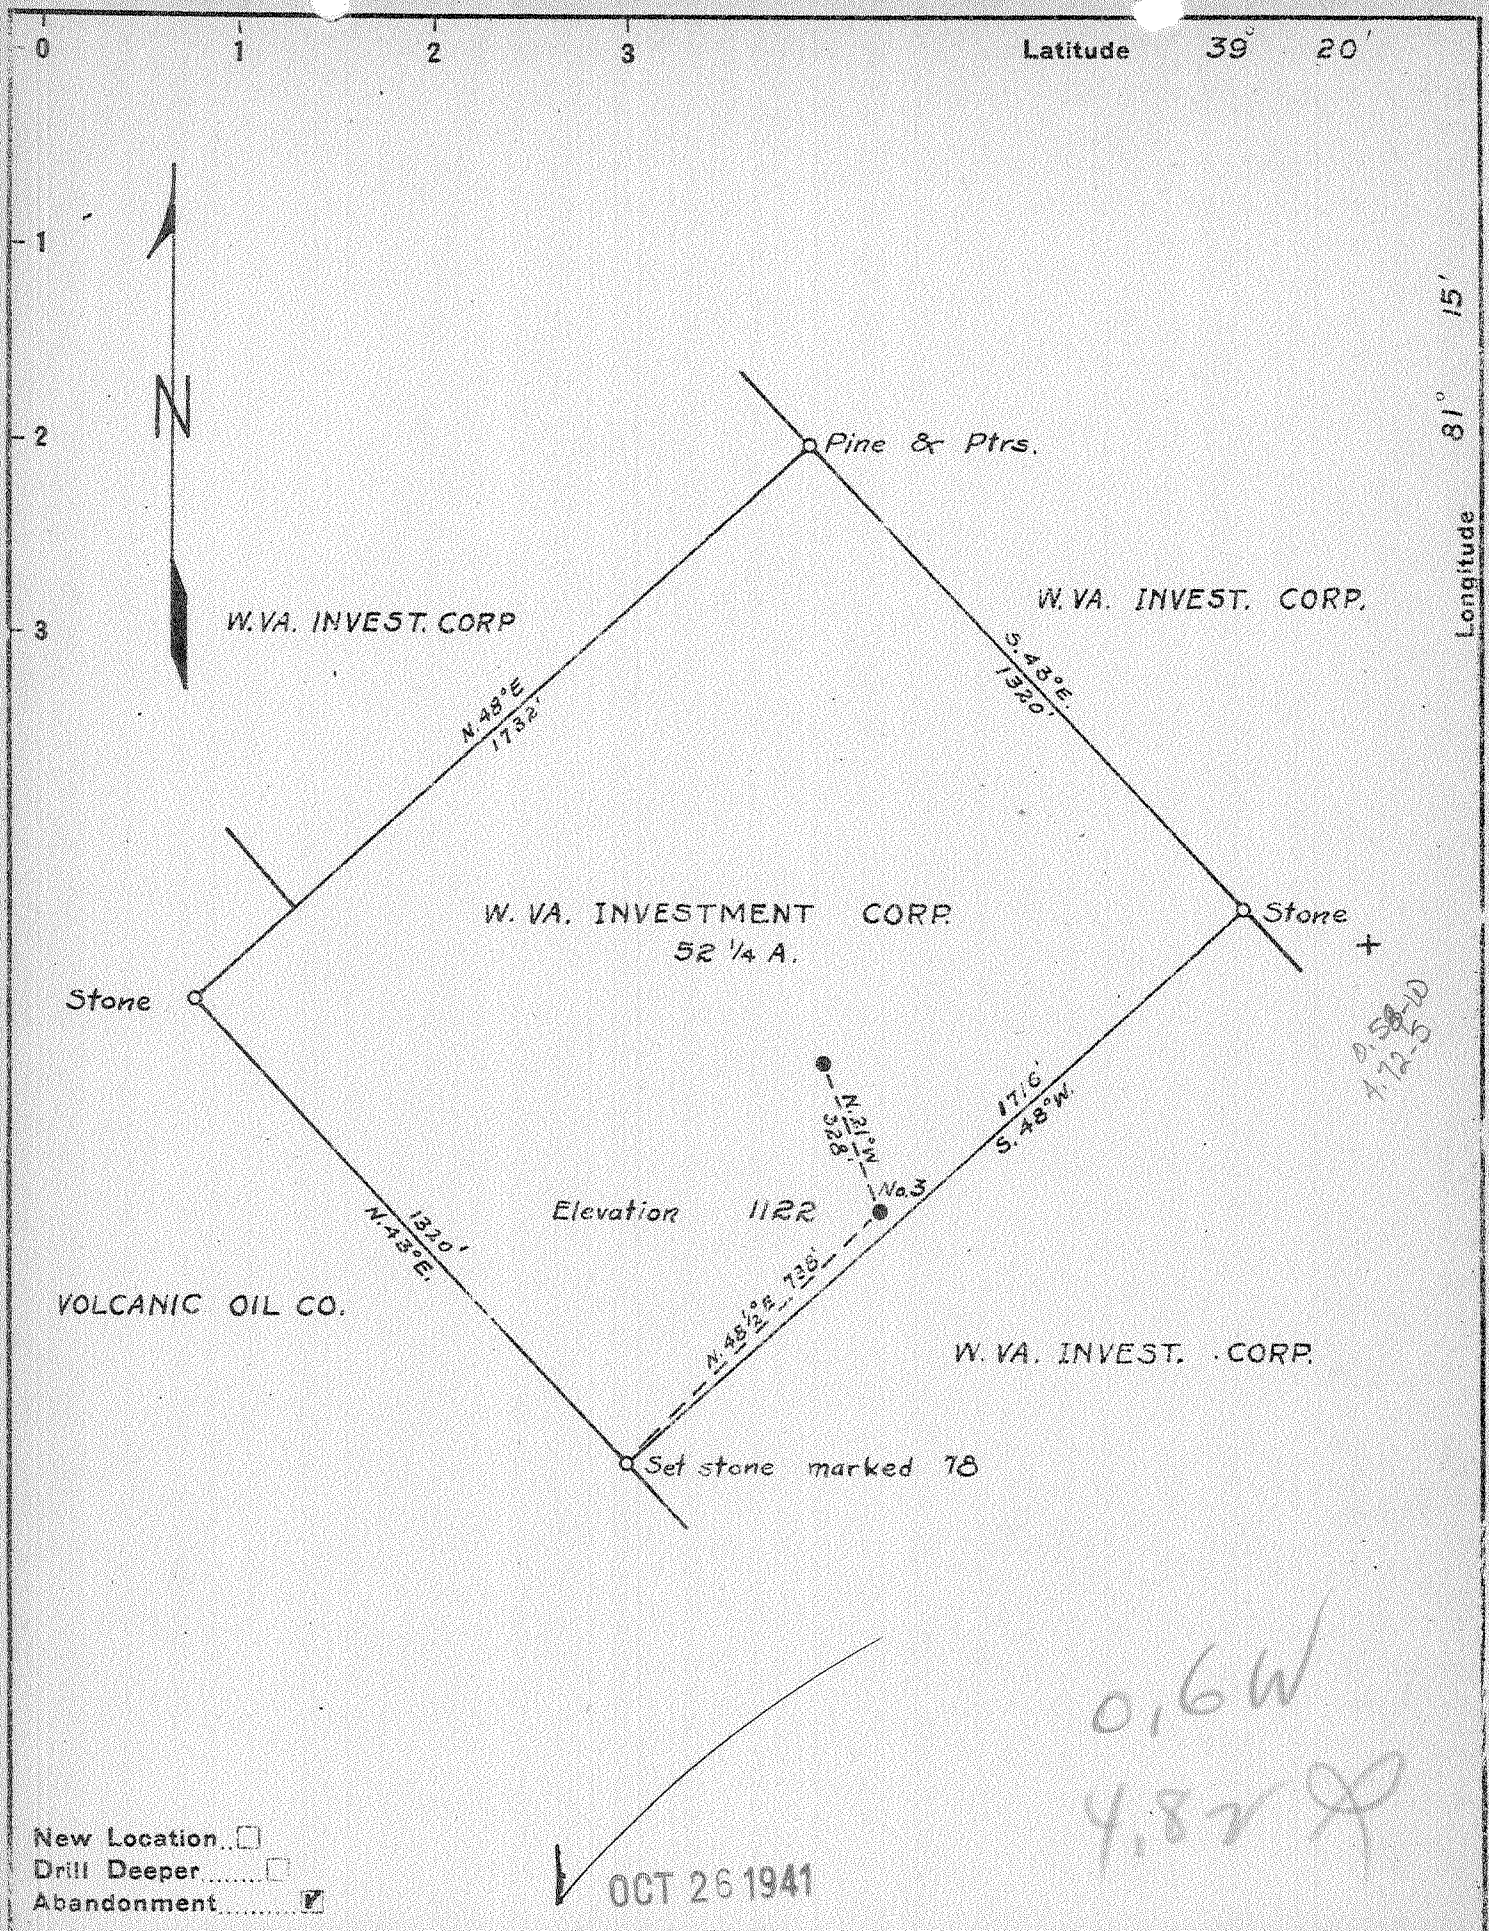 0 1 2 3 Latitude 39° 20'
1
15'
81°
2
Pine & Ptrs.
Longitude
W. VA. INVEST. CORP.
W.VA. INVEST. CORP
3
S. 43° E.
1320'
N. 48° E
1732'
W. VA. INVESTMENT CORP.
52 1/4 A.
Stone
+
Stone
N
N. 21° W
328'
1716'
S. 48° W.
No. 3
Elevation 1122
1320'
N. 43° E.
N. 48 1/2° E 738'
VOLCANIC OIL CO.
W. VA. INVEST. CORP.
Set stone marked 78
0.6 W
New Location
Drill Deeper
Abandonment
OCT 26 1941